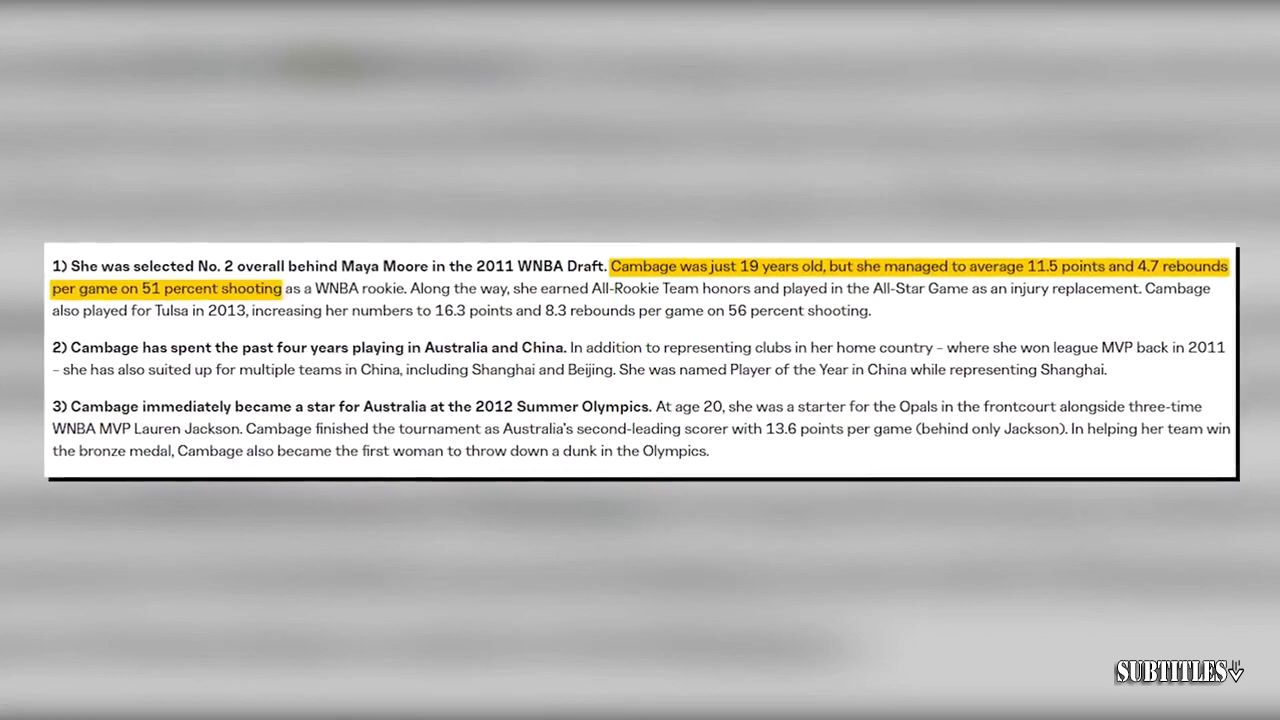 1) She was selected No. 2 overall behind Maya Moore in the 2011 WNBA Draft. Cambage was just 19 years old, but she managed to average 11.5 points and 4.7 rebounds
per game on 51 percent shooting as a WNBA rookie. Along the way, she earned All-Rookie Team honors and played in the All-Star Game as an injury replacement. Cambage
also played for Tulsa in 2013, increasing her numbers to 16.3 points and 8.3 rebounds per game on 56 percent shooting.
2) Cambage has spent the past four years playing in Australia and China. In addition to representing clubs in her home country – where she won league MVP back in 2011
– she has also suited up for multiple teams in China, including Shanghai and Beijing. She was named Player of the Year in China while representing Shanghai.
3) Cambage immediately became a star for Australia at the 2012 Summer Olympics. At age 20, she was a starter for the Opals in the frontcourt alongside three-time
WNBA MVP Lauren Jackson. Cambage finished the tournament as Australia's second-leading scorer with 13.6 points per game (behind only Jackson). In helping her team win
the bronze medal, Cambage also became the first woman to throw down a dunk in the Olympics.
SUBTITLES